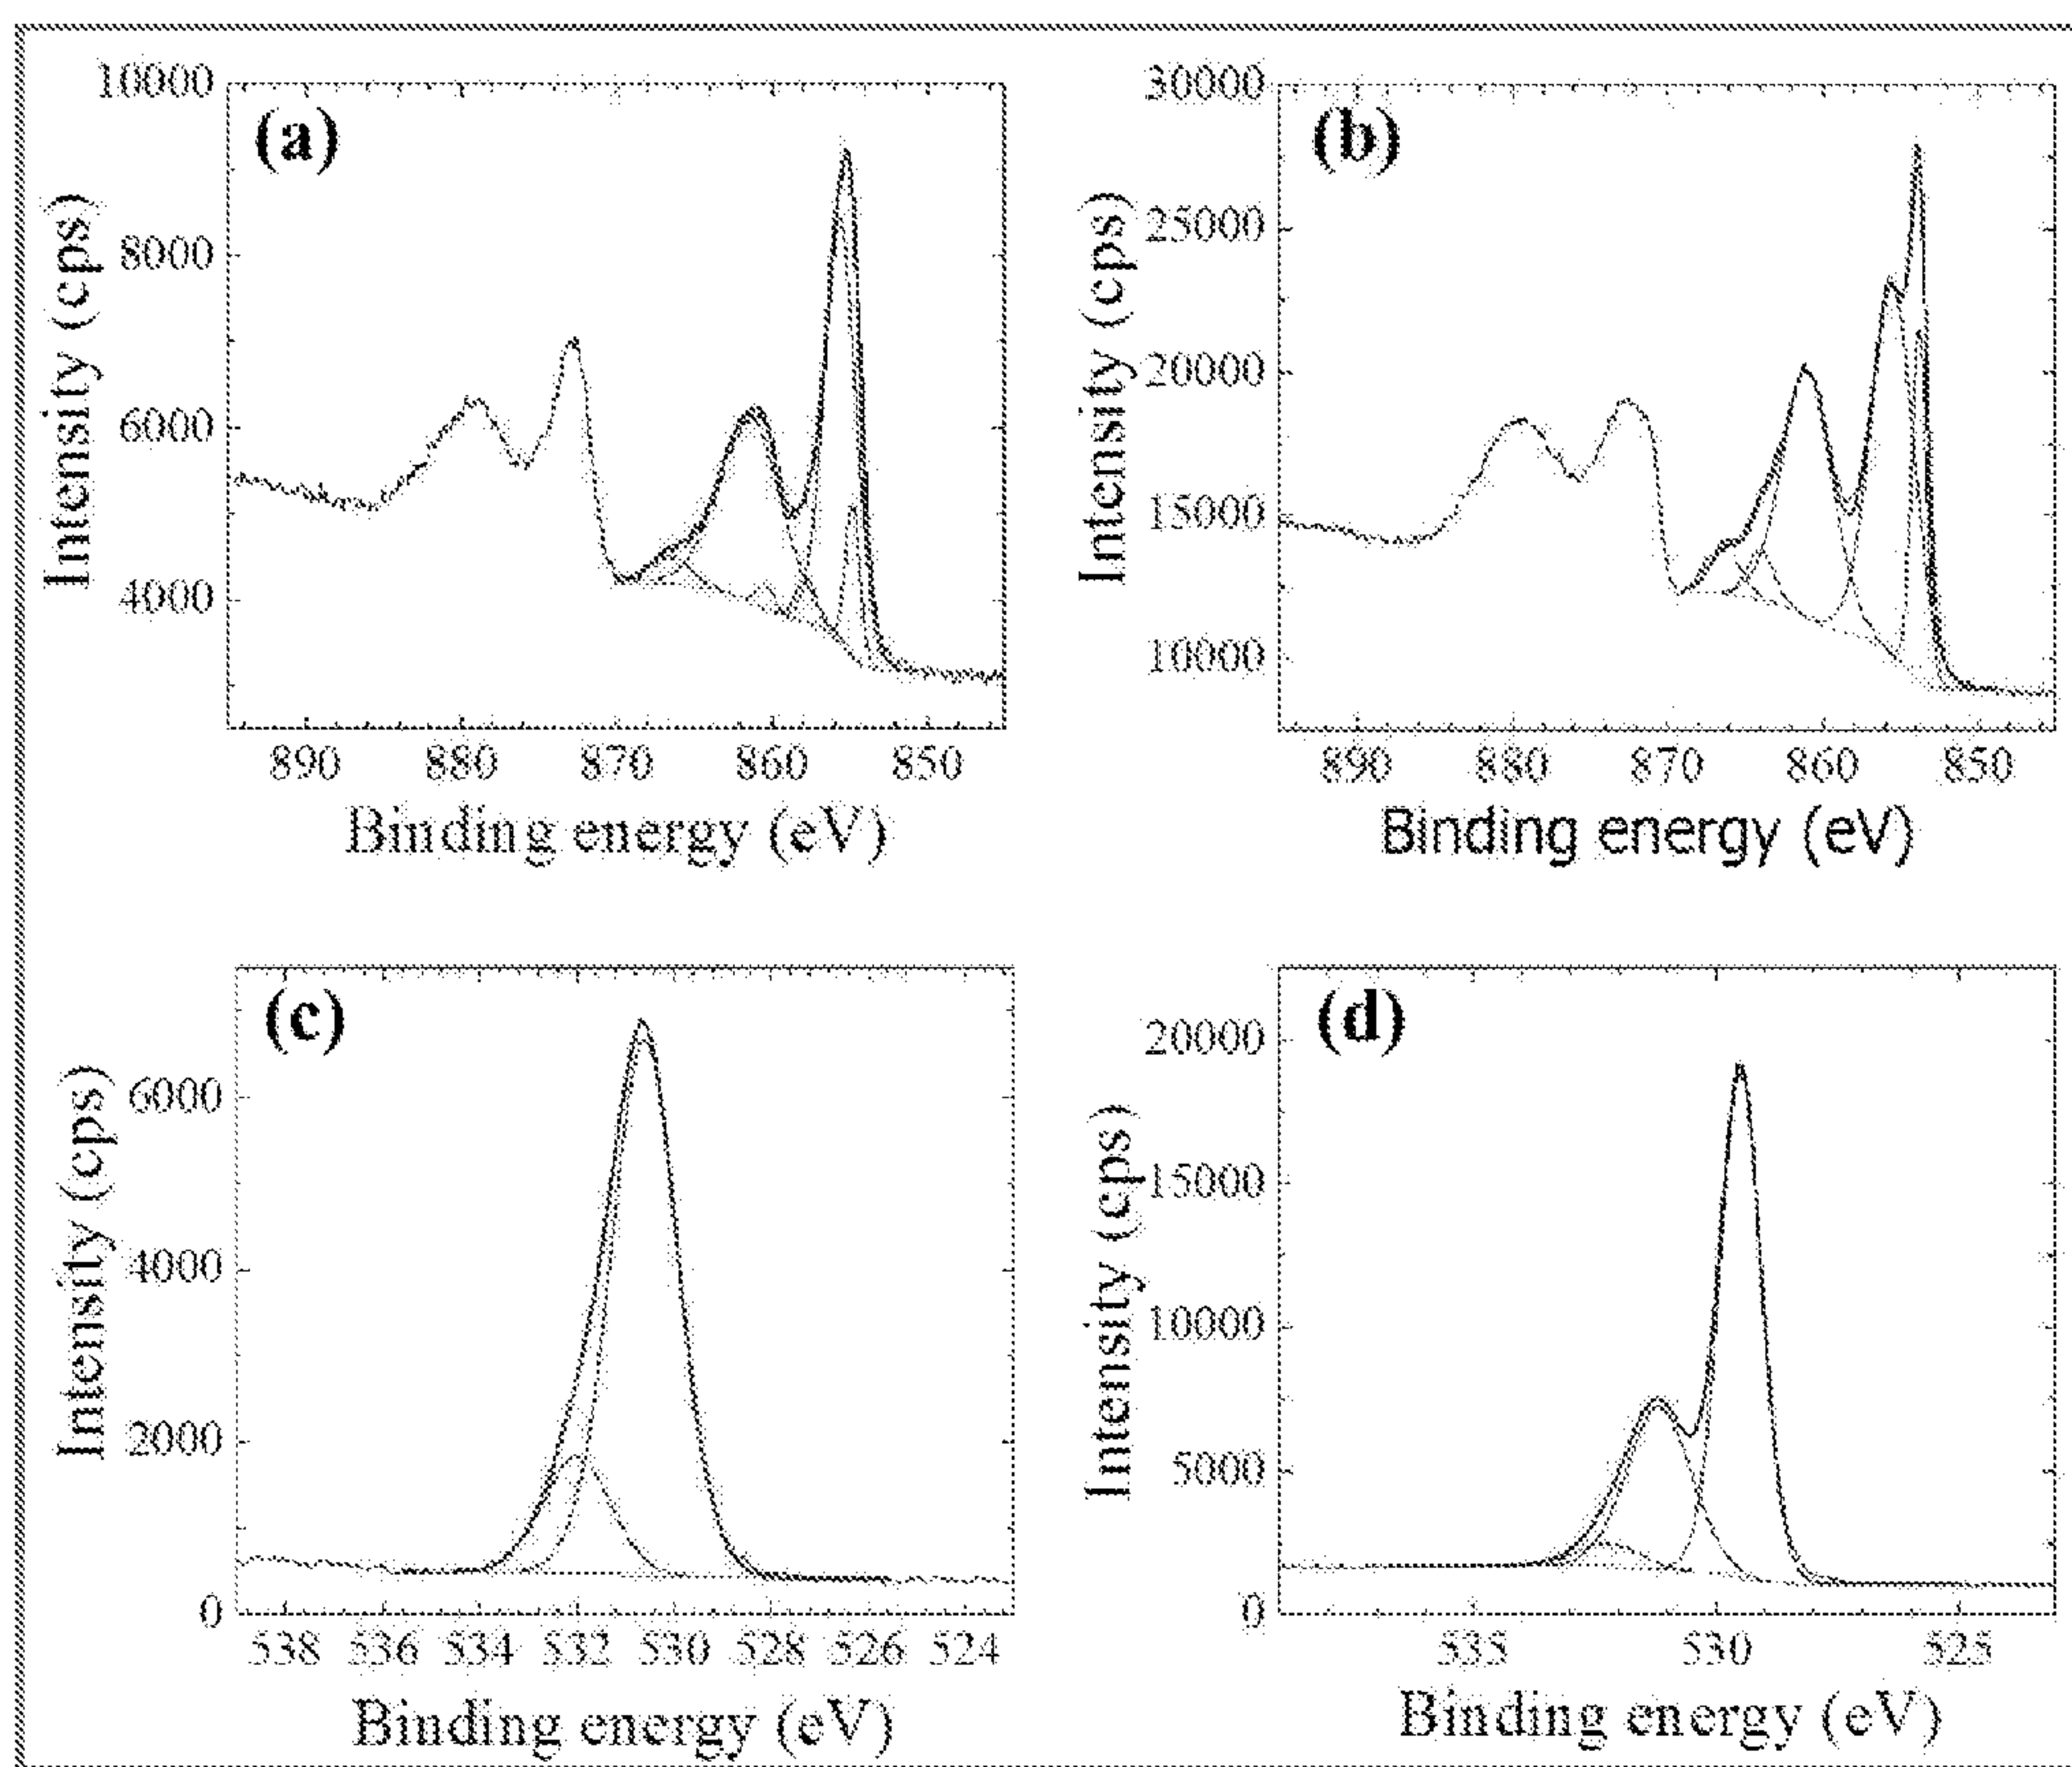 (a)
Intensity (cps)
10000
8000
6000
4000
890 880 870 860 850
Binding energy (eV)
(b)
Intensity (cps)
30000
25000
20000
15000
10000
890 880 870 860 850
Binding energy (eV)
(c)
Intensity (cps)
6000
4000
2000
0
538 536 534 532 530 528 526 524
Binding energy (eV)
(d)
Intensity (cps)
20000
15000
10000
5000
0
535 530 525
Binding energy (eV)